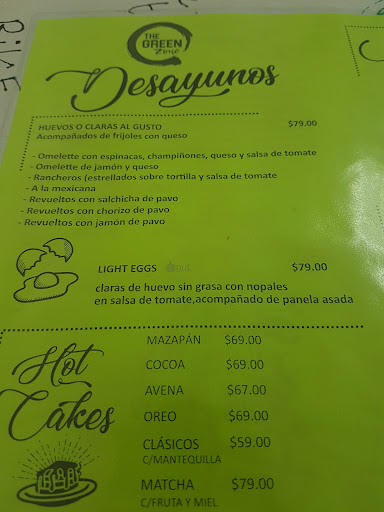 THE
GREEN
Zone
Desayunos
HUEVOS O CLARAS AL GUSTO $79.00
Acompañados de frijoles con queso
- Omelette con espinacas, champiñones, queso y salsa de tomate
- Omelette de jamón y queso
- Rancheros (estrellados sobre tortilla y salsa de tomate
- A la mexicana
- Revueltos con salchicha de pavo
- Revueltos con chorizo de pavo
- Revueltos con jamón de pavo
LIGHT EGGS $79.00
claras de huevo sin grasa con nopales
en salsa de tomate,acompañado de panela asada
Hot
Cakes
MAZAPÁN $69.00
COCOA $69.00
AVENA $67.00
OREO $69.00
CLÁSICOS $59.00
C/MANTEQUILLA
MATCHA $79.00
C/FRUTA Y MIEL